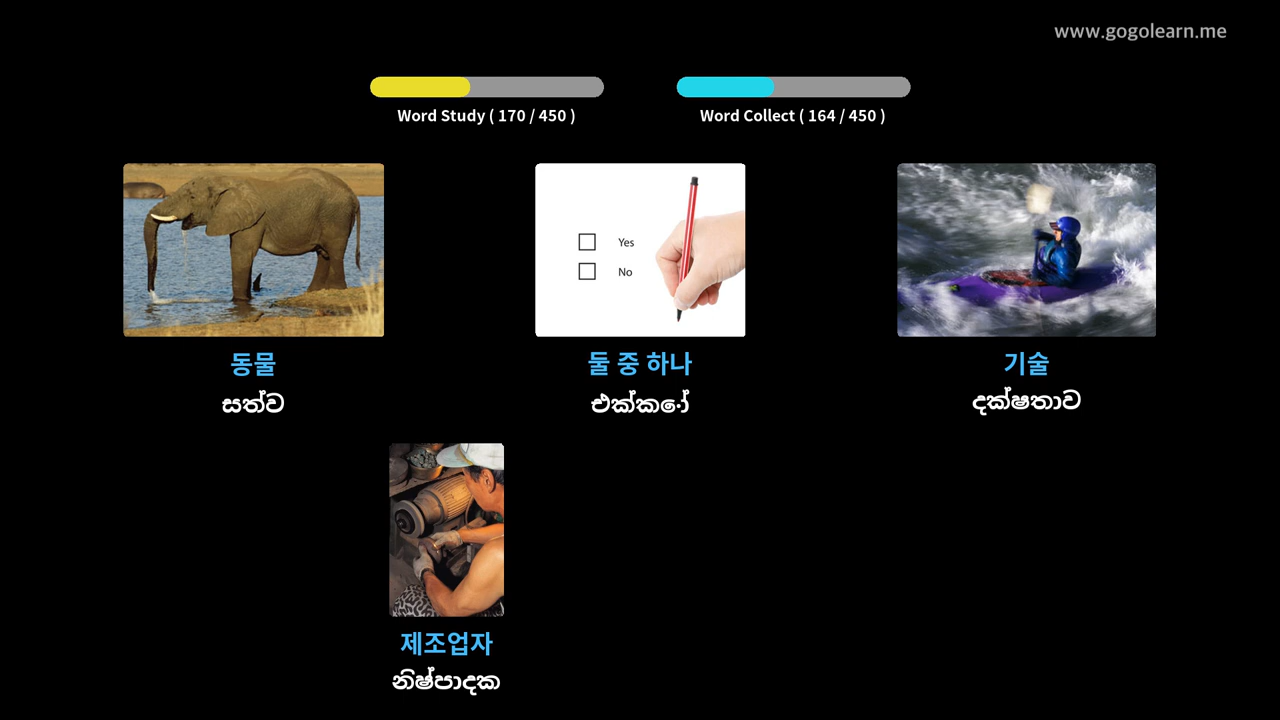 www.gogolearn.me
Word Study ( 170 / 450 )
Word Collect ( 164 / 450 )
Yes
No
동물
සත්ව
둘 중 하나
එක්කෝ
기술
දක්ෂතාව
제조업자
නිෂ්පාදක